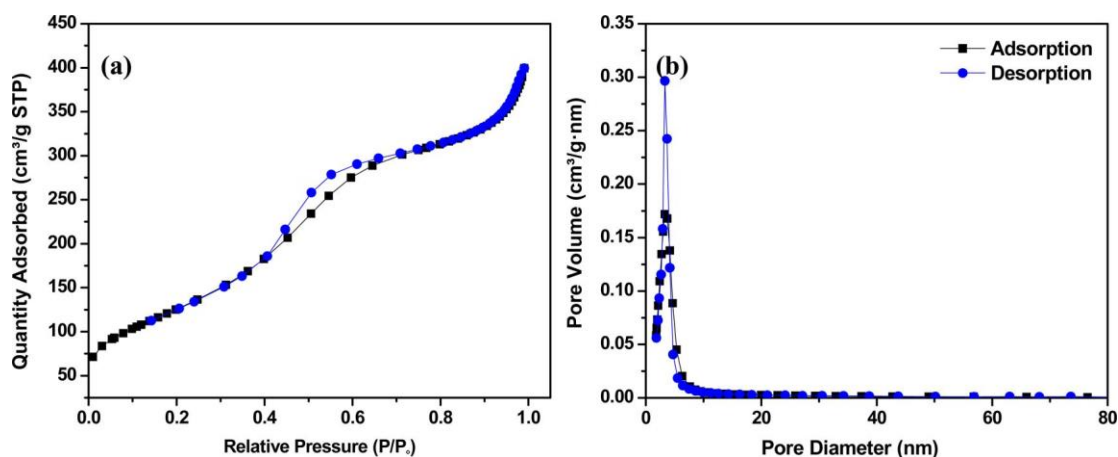 (a)
Quantity Adsorbed (cm³/g STP)
450
400
350
300
250
200
150
100
50
0.0 0.2 0.4 0.6 0.8 1.0
Relative Pressure (P/P₀)
(b)
Adsorption
Desorption
Pore Volume (cm³/g·nm)
0.35
0.30
0.25
0.20
0.15
0.10
0.05
0.00
0 20 40 60 80
Pore Diameter (nm)